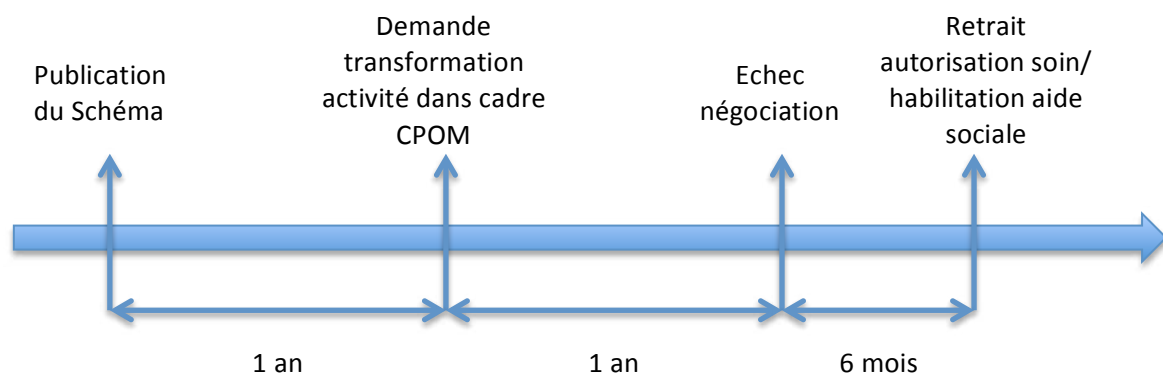 Publication
du Schéma
Demande
transformation
activité dans cadre
CPOM
Echec
négociation
Retrait
autorisation soin/
habilitation aide
sociale
1 an
1 an
6 mois